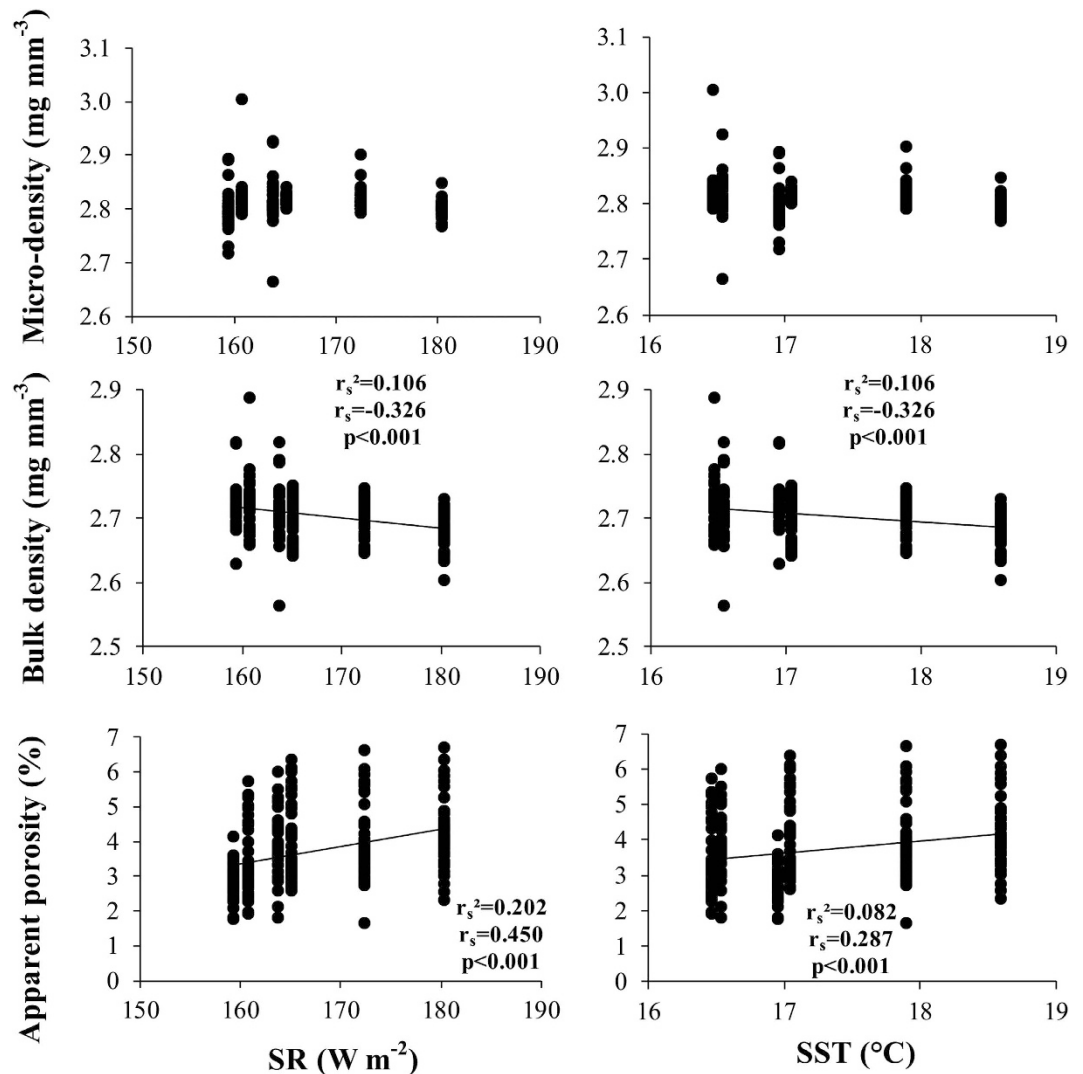 Micro-density (mg mm⁻³)
3.1
3.0
2.9
2.8
2.7
2.6
150 160 170 180 190
3.1
3.0
2.9
2.8
2.7
2.6
16 17 18 19
Bulk density (mg mm⁻³)
2.9
2.8
2.7
2.6
2.5
rₛ²=0.106
rₛ=-0.326
p<0.001
150 160 170 180 190
2.9
2.8
2.7
2.6
2.5
rₛ²=0.106
rₛ=-0.326
p<0.001
16 17 18 19
Apparent porosity (%)
7
6
5
4
3
2
1
0
rₛ²=0.202
rₛ=0.450
p<0.001
150 160 170 180 190
SR (W m⁻²)
7
6
5
4
3
2
1
0
rₛ²=0.082
rₛ=0.287
p<0.001
16 17 18 19
SST (°C)